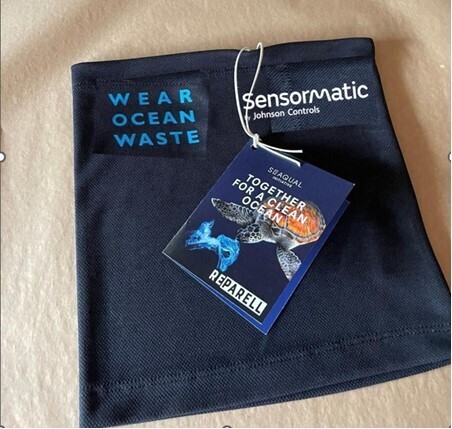 WEAR
OCEAN
WASTE
Sensormatic
by Johnson Controls
SEAQUAL
INITIATIVE
TOGETHER
FOR A CLEAN
OCEAN
REPARELL